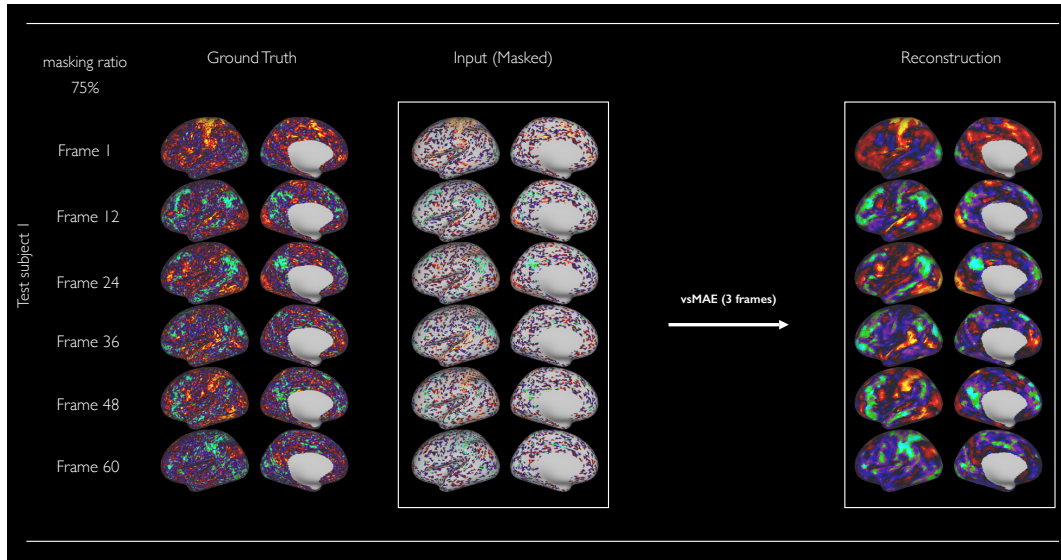 masking ratio
75%
Ground Truth
Input (Masked)
Reconstruction
Test subject 1
Frame 1
Frame 12
Frame 24
Frame 36
Frame 48
Frame 60
vsMAE (3 frames)